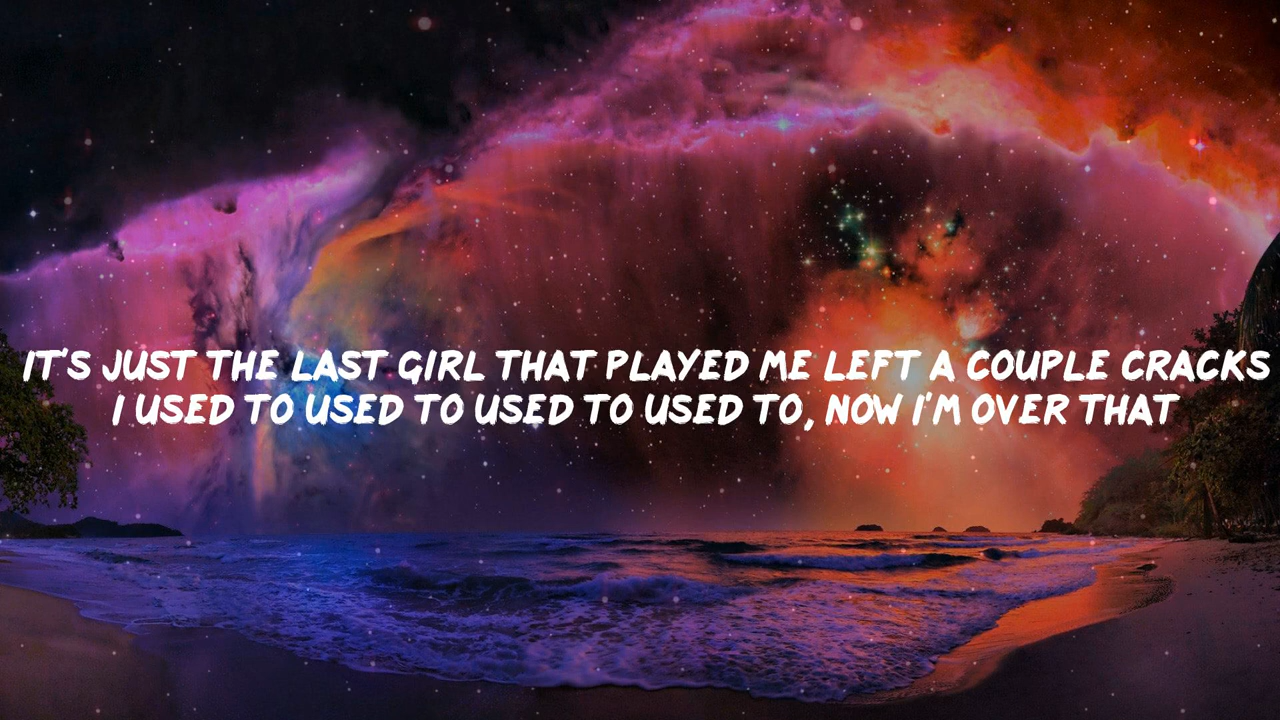 IT'S JUST THE LAST GIRL THAT PLAYED ME LEFT A COUPLE CRACKS
I USED TO USED TO USED TO USED TO, NOW I'M OVER THAT